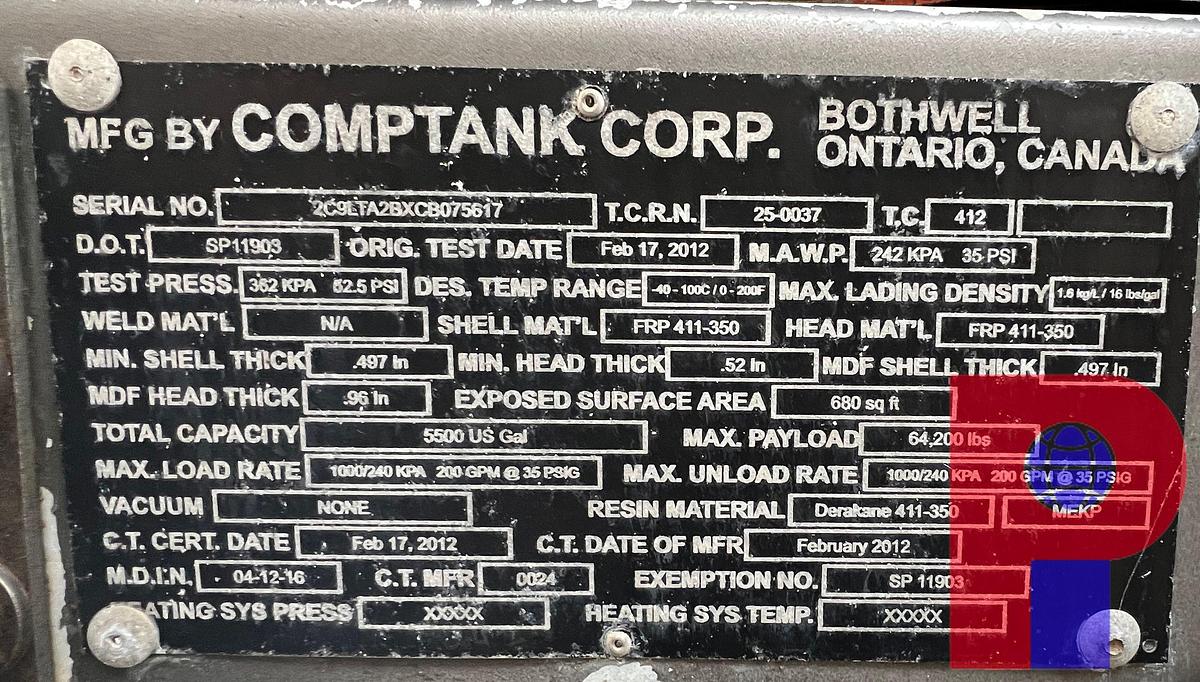 MFG BY COMPTANK CORP. BOTHWELL
ONTARIO, CANADA
SERIAL NO. 2C9LTA2BXCB075617 T.C.R.N. 25-0037 T.C. 412
D.O.T. SP11903 ORIG. TEST DATE Feb 17, 2012 M.A.W.P. 242 KPA 35 PSI
TEST PRESS. 362 KPA 52.5 PSI DES. TEMP RANGE -40 - 100C / 0 - 200F MAX. LADING DENSITY 1.6 kg/L / 16 lbs/gal
WELD MAT'L N/A SHELL MAT'L FRP 411-350 HEAD MAT'L FRP 411-350
MIN. SHELL THICK .497 In MIN. HEAD THICK .52 In MDF SHELL THICK .497 In
MDF HEAD THICK .96 In EXPOSED SURFACE AREA 680 sq ft
TOTAL CAPACITY 5500 US Gal MAX. PAYLOAD 64,200 lbs
MAX. LOAD RATE 1000/240 KPA 200 GPM @ 35 PSIG MAX. UNLOAD RATE 1000/240 KPA 200 GPM @ 35 PSIG
VACUUM NONE RESIN MATERIAL Derakane 411-350 MEKP
C.T. CERT. DATE Feb 17, 2012 C.T. DATE OF MFR February 2012
M.D.I.N. 04-12-16 C.T. MFR 0024 EXEMPTION NO. SP 11903
HEATING SYS PRESS XXXXX HEATING SYS TEMP. XXXXX